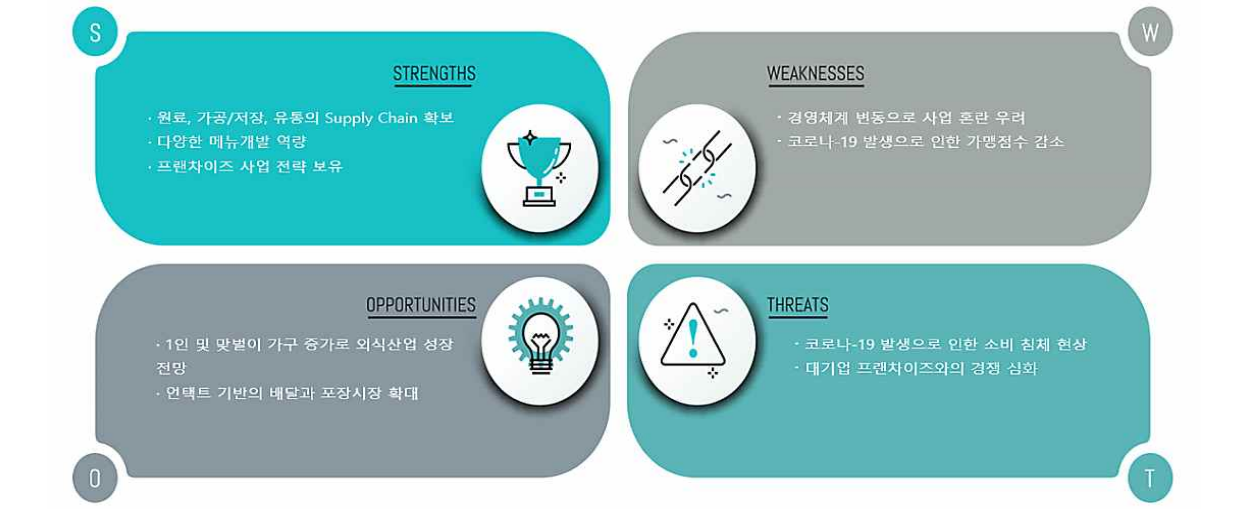 S
STRENGTHS
· 원료, 가공/저장, 유통의 Supply Chain 확보
· 다양한 메뉴개발 역량
· 프랜차이즈 사업 전략 보유
W
WEAKNESSES
· 경영체계 변동으로 사업 혼란 우려
· 코로나-19 발생으로 인한 가맹점수 감소
O
OPPORTUNITIES
· 1인 및 맞벌이 가구 증가로 외식산업 성장
전망
· 언택트 기반의 배달과 포장시장 확대
T
THREATS
· 코로나-19 발생으로 인한 소비 침체 현상
· 대기업 프랜차이즈와의 경쟁 심화